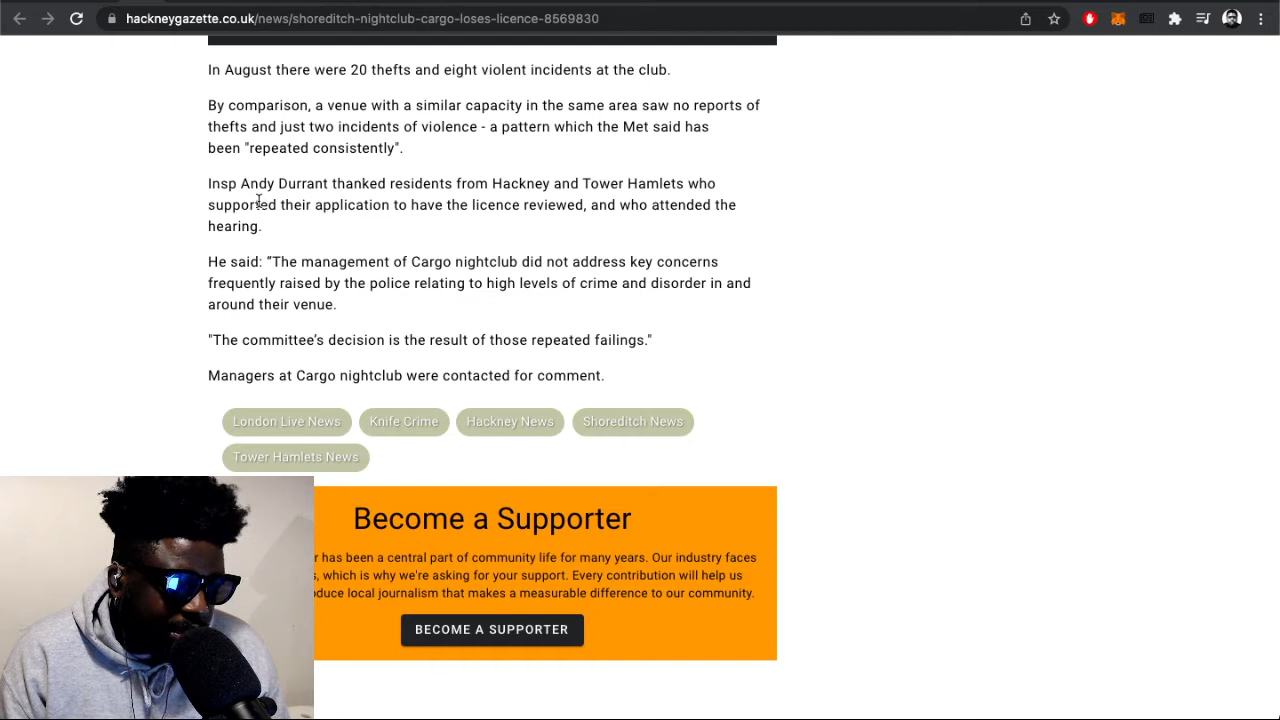 hackneygazette.co.uk/news/shoreditch-nightclub-cargo-loses-licence-8569830
In August there were 20 thefts and eight violent incidents at the club.
By comparison, a venue with a similar capacity in the same area saw no reports of
thefts and just two incidents of violence - a pattern which the Met said has
been "repeated consistently".
Insp Andy Durrant thanked residents from Hackney and Tower Hamlets who
supported their application to have the licence reviewed, and who attended the
hearing.
He said: “The management of Cargo nightclub did not address key concerns
frequently raised by the police relating to high levels of crime and disorder in and
around their venue.
"The committee’s decision is the result of those repeated failings."
Managers at Cargo nightclub were contacted for comment.
London Live News Knife Crime Hackney News Shoreditch News
Tower Hamlets News
Become a Supporter
has been a central part of community life for many years. Our industry faces
which is why we're asking for your support. Every contribution will help us
local journalism that makes a measurable difference to our community.
BECOME A SUPPORTER